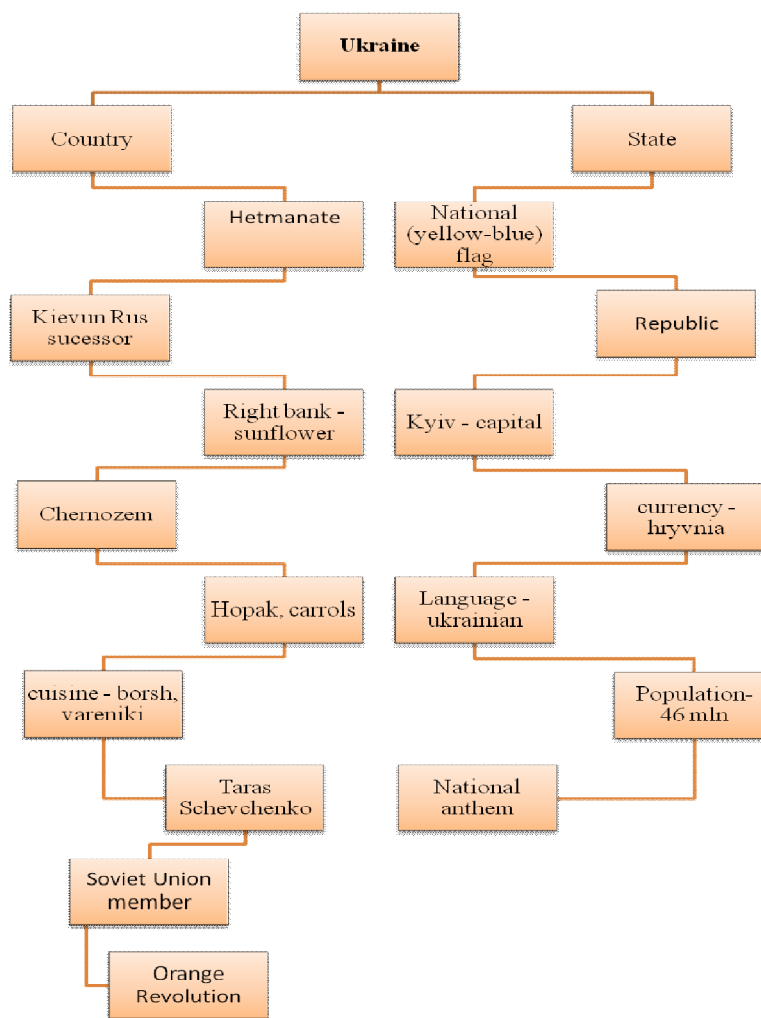 Ukraine
Country
State
Hetmanate
National
(yellow-blue)
flag
Kievun Rus
sucessor
Republic
Right bank -
sunflower
Kyiv - capital
Chernozem
currency -
hryvnia
Hopak, carrols
Language -
ukrainian
cuisine - borsh,
vareniki
Population-
46 mln
Taras
Schevchenko
National
anthem
Soviet Union
member
Orange
Revolution